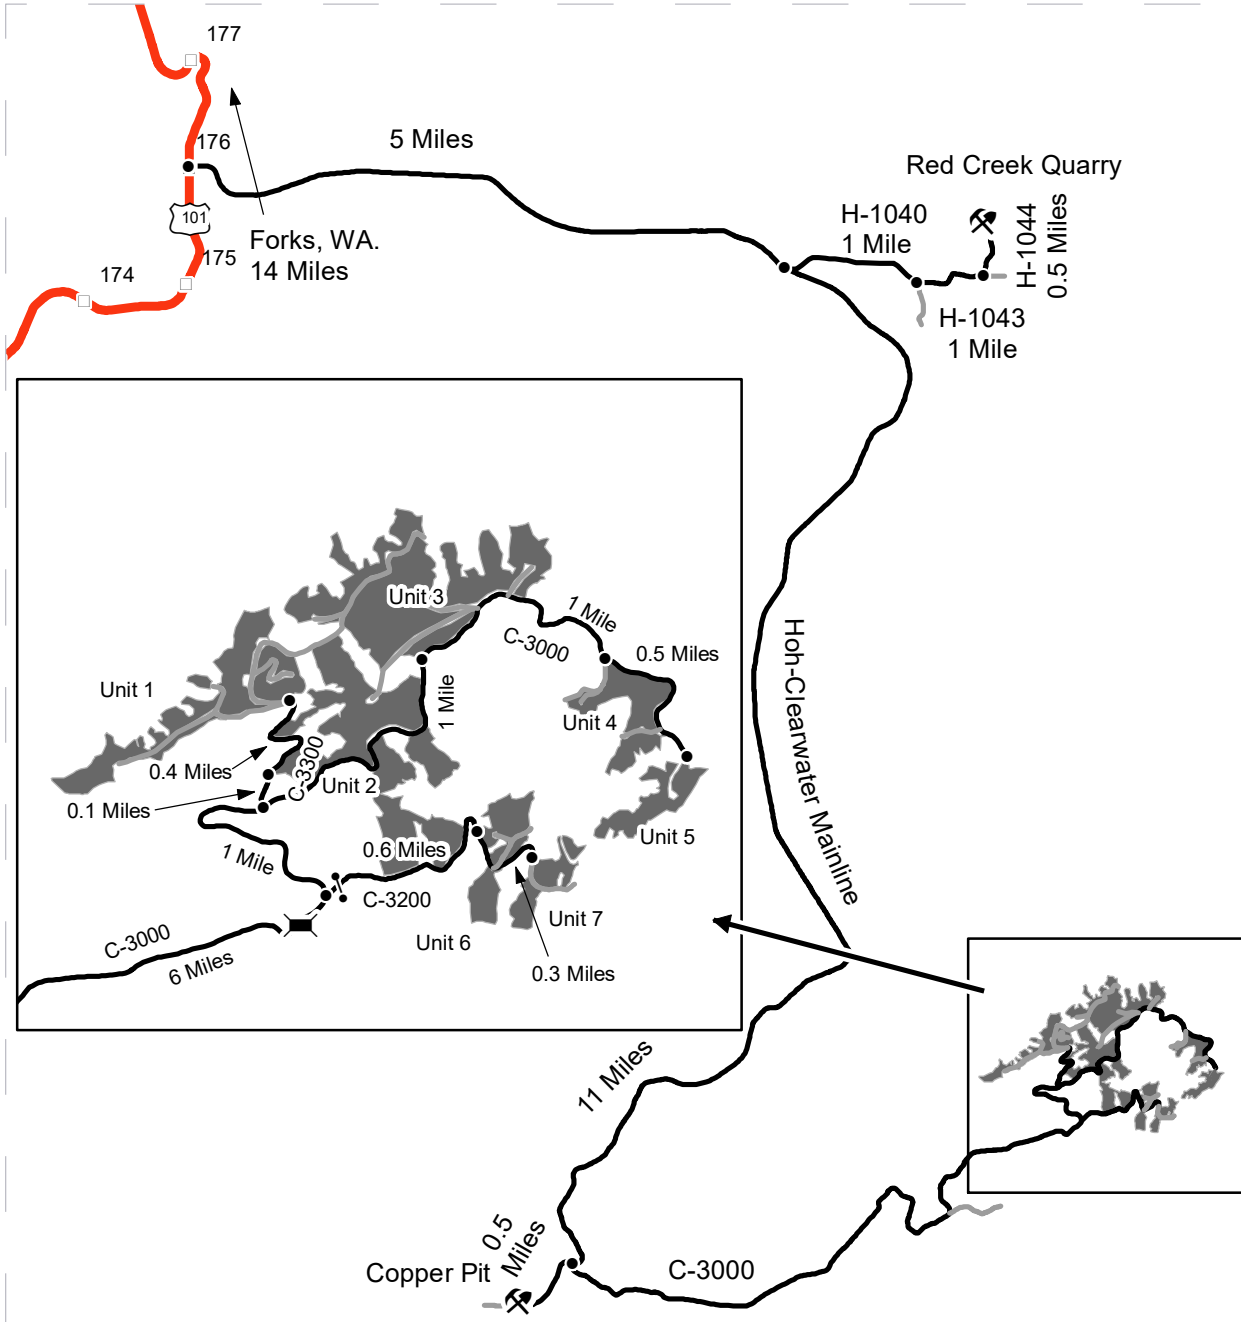 177
176
5 Miles
Red Creek Quarry
H-1040
1 Mile
H-1044
0.5 Miles
101
Forks, WA.
14 Miles
175
174
H-1043
1 Mile
Unit 3
1 Mile
C-3000
0.5 Miles
Unit 1
1 Mile
Unit 4
C-3300
0.4 Miles
Unit 2
0.1 Miles
Unit 5
1 Mile
0.6 Miles
C-3200
Unit 7
Unit 6
C-3000
6 Miles
0.3 Miles
Hoh-Clearwater Mainline
11 Miles
0.5
Miles
Copper Pit
C-3000